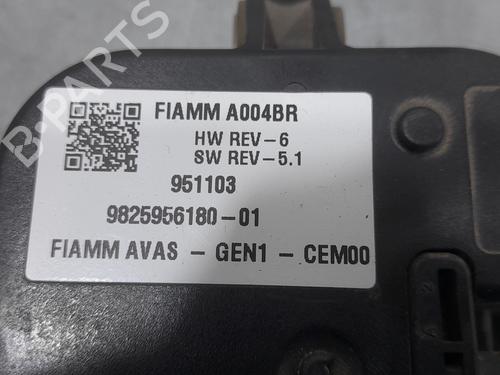 B-PARTS
FIAMM A004BR
HW REV-6
SW REV-5.1
951103
9825956180-01
FIAMM AVAS - GEN1 - CEM00